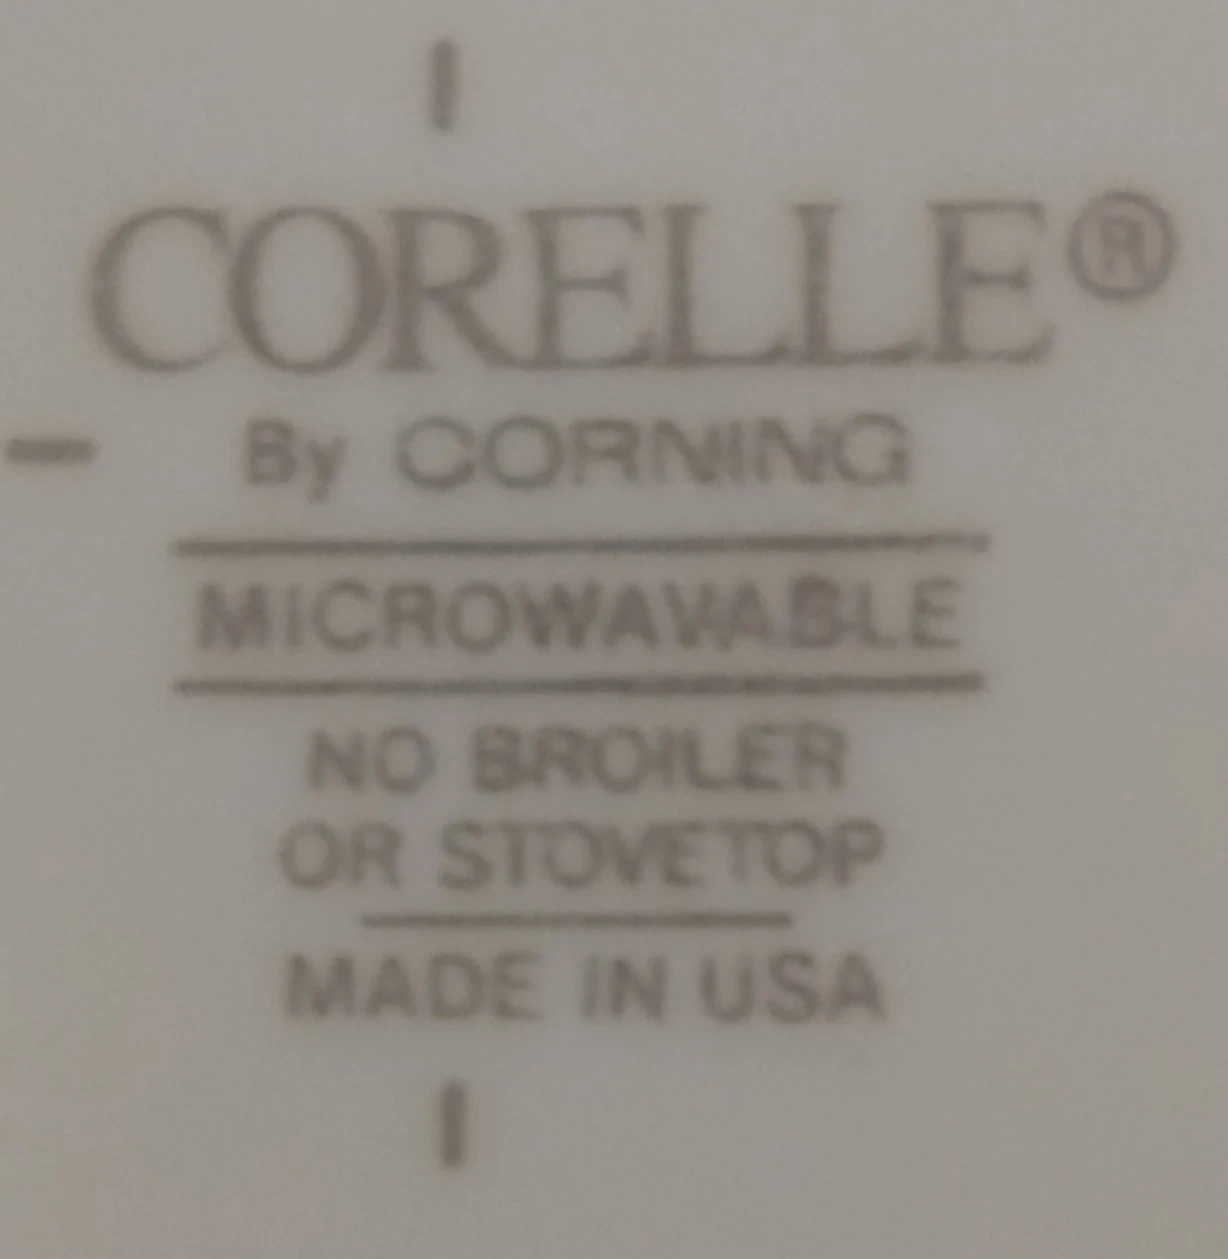 CORELLE®
By CORNING
MICROWAVABLE
NO BROILER
OR STOVETOP
MADE IN USA